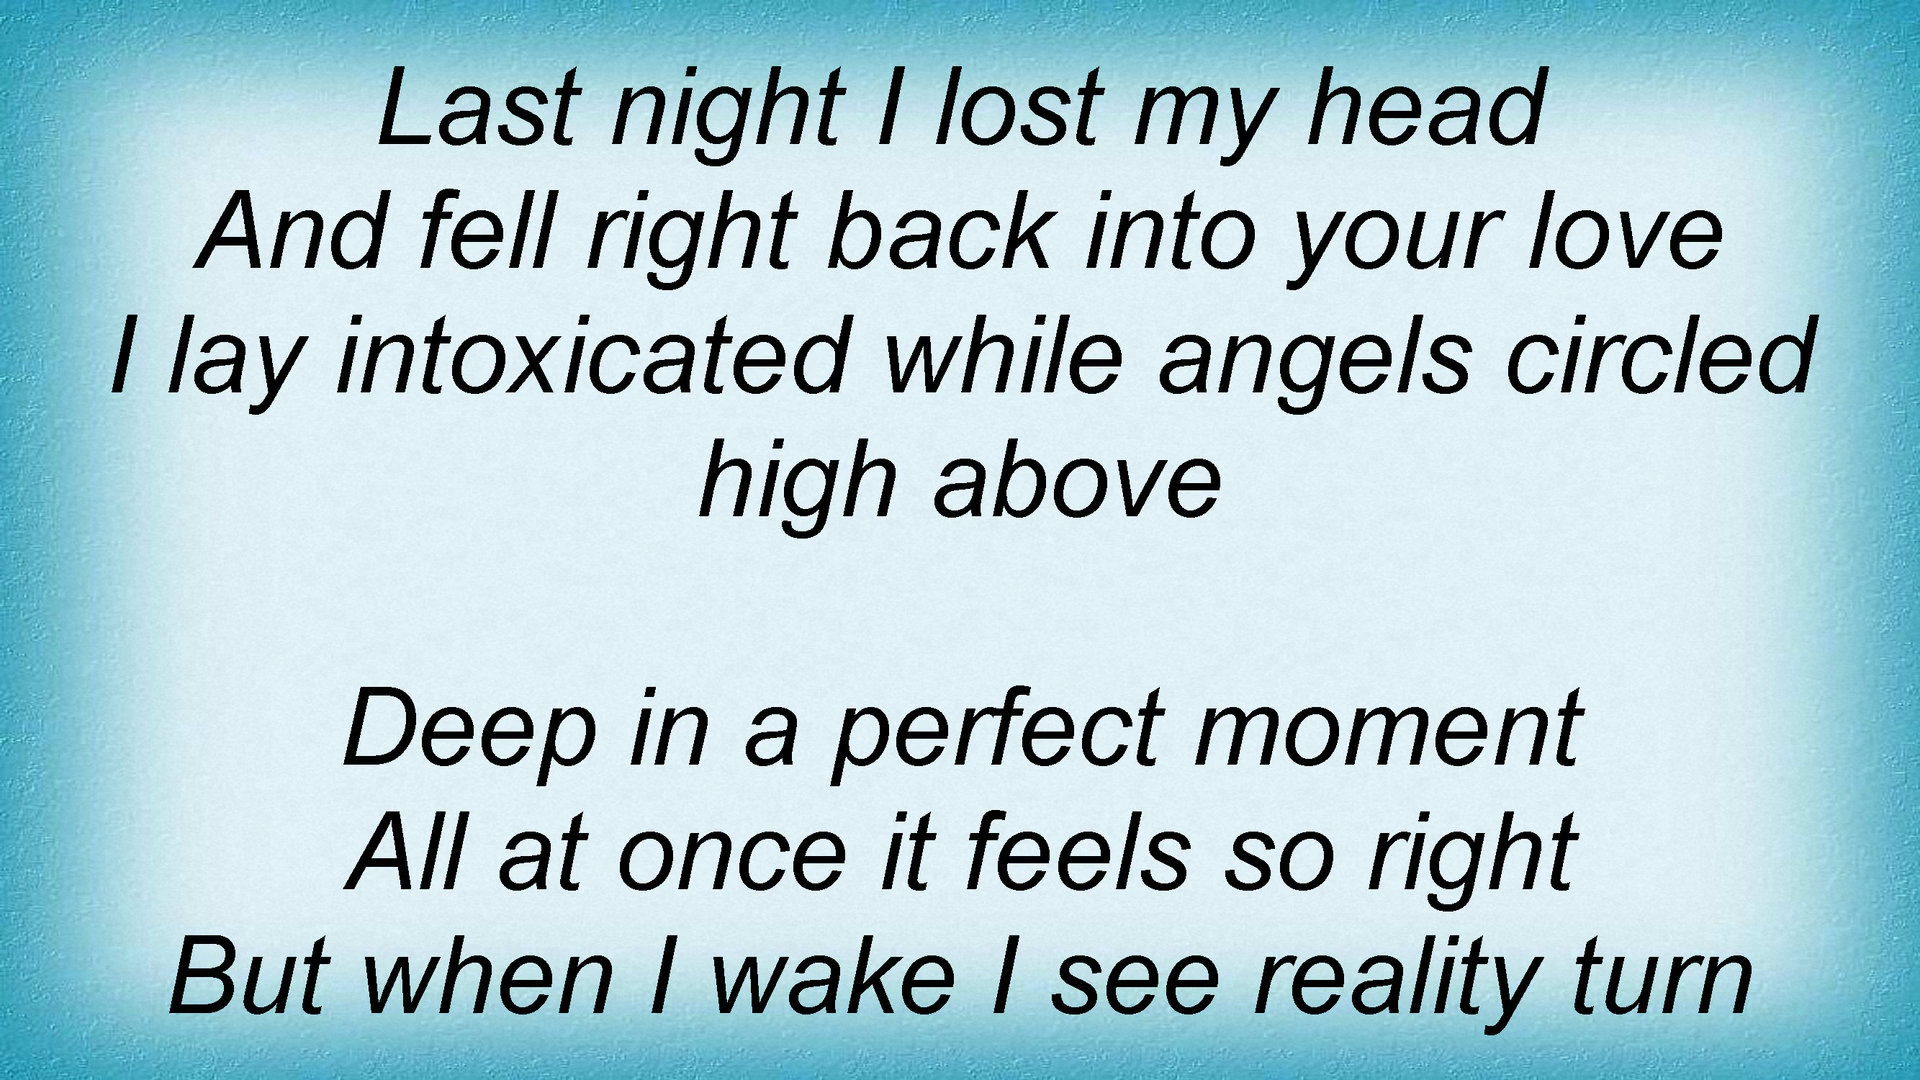 Last night I lost my head
And fell right back into your love
I lay intoxicated while angels circled
high above
Deep in a perfect moment
All at once it feels so right
But when I wake I see reality turn